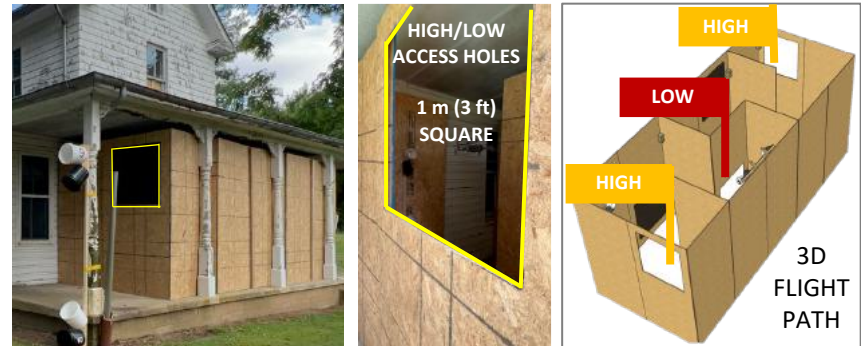 HIGH/LOW
ACCESS HOLES
1 m (3 ft)
SQUARE
HIGH
LOW
HIGH
3D
FLIGHT
PATH